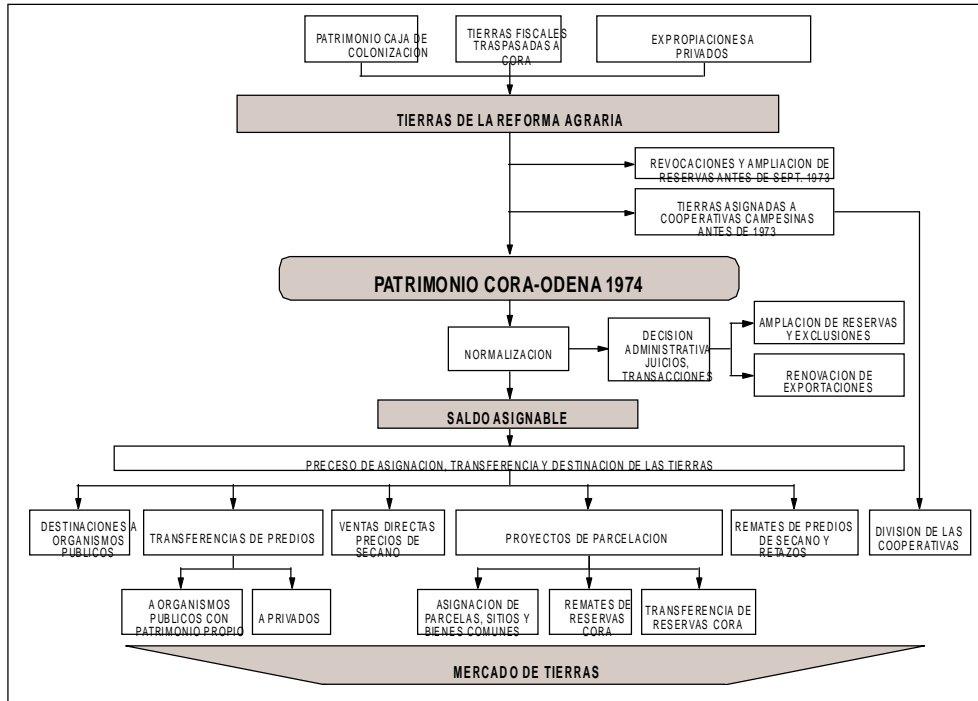 PATRIMONIO CAJA DE
COLONIZACION
TIERRAS FISCALES
TRASPASADAS A
CORA
EXPROPIACIONES A
PRIVADOS
TIERRAS DE LA REFORMA AGRARIA
REVOCACIONES Y AMPLIACION DE
RESERVAS ANTES DE SEPT. 1973
TIERRAS ASIGNADAS A
COOPERATIVAS CAMPESINAS
ANTES DE 1973
PATRIMONIO CORA-ODENA 1974
NORMALIZACION
DECISION
ADMINISTRATIVA
JUICIOS,
TRANSACCIONES
AMPLACION DE RESERVAS
Y EXCLUSIONES
RENOVACION DE
EXPORTACIONES
SALDO ASIGNABLE
PRECESO DE ASIGNACION, TRANSFERENCIA Y DESTINACION DE LAS TIERRAS
DESTINACIONES A
ORGANISMOS
PUBLICOS
TRANSFERENCIAS DE PREDIOS
VENTAS DIRECTAS
PRECIOS DE
SECANO
PROYECTOS DE PARCELACION
REMATES DE PREDIOS
DE SECANO Y
RETAZOS
DIVISION DE LAS
COOPERATIVAS
A ORGANISMOS
PUBLICOS CON
PATRIMONIO PROPIO
A PRIVADOS
ASIGNACION DE
PARCELAS, SITIOS Y
BIENES COMUNES
REMATES DE
RESERVAS
CORA
TRANSFERENCIA DE
RESERVAS CORA
MERCADO DE TIERRAS